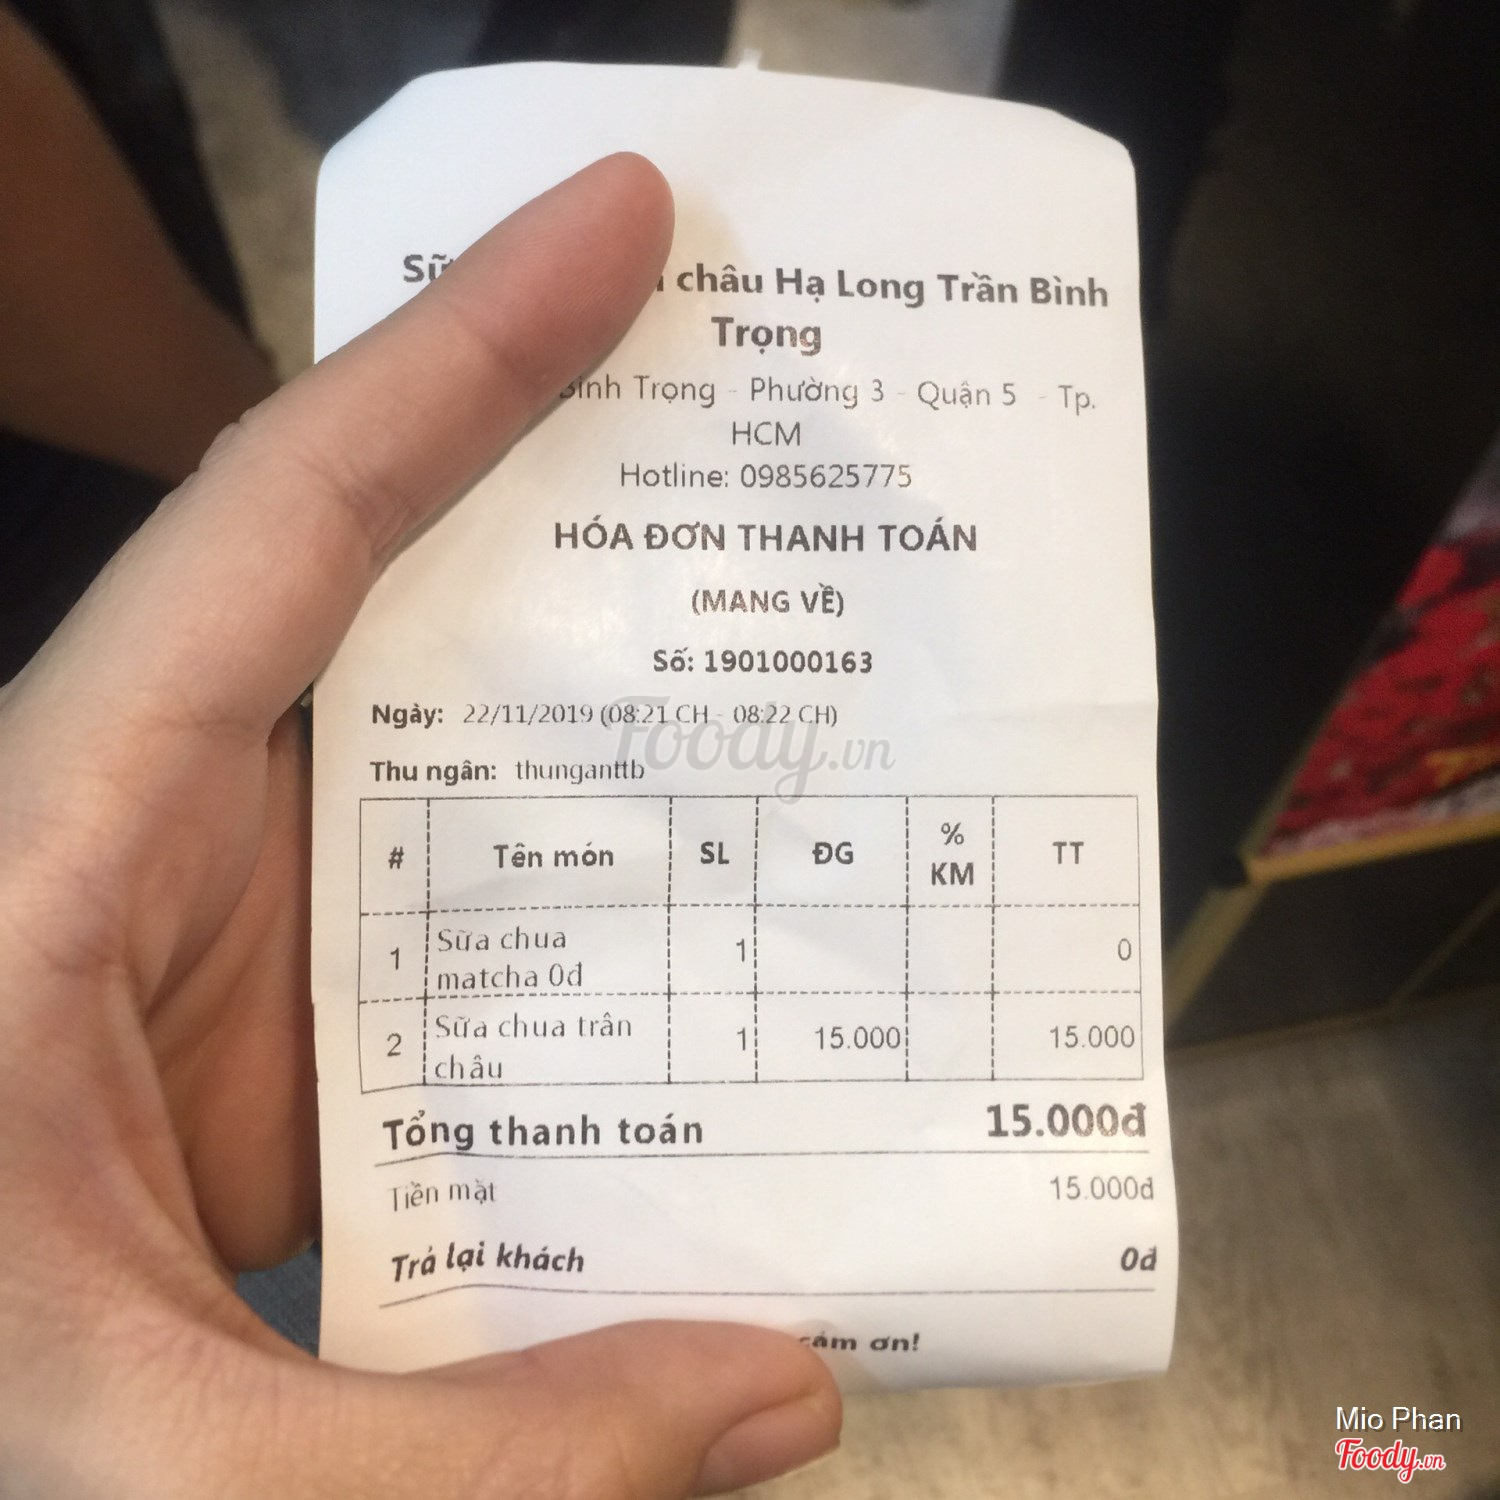 châu Hạ Long Trần Bình
Trọng
Bình Trọng - Phường 3 - Quận 5 - Tp.
HCM
Hotline: 0985625775
HÓA ĐƠN THANH TOÁN
(MANG VỀ)
Số: 1901000163
Ngày: 22/11/2019 (08:21 CH - 08:22 CH)
Foody.vn
Thu ngân: thunganttb
# Tên món SL ĐG % KM TT
1 Sữa chua matcha 0đ 1 0
2 Sữa chua trân châu 1 15.000 15.000
Tổng thanh toán 15.000đ
Tiền mặt 15.000đ
Trả lại khách 0đ
cám ơn!
Mio Phan
Foody.vn